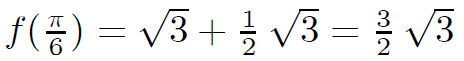 f(π/6) = √3 + 1/2 √3 = 3/2 √3